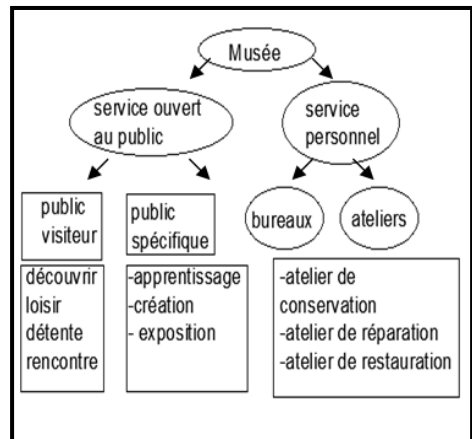 Musée
service ouvert
au public
service
personnel
public
visiteur
public
spécifique
bureaux
ateliers
découvrir
loisir
détente
rencontre
-apprentissage
-création
- exposition
-atelier de
conservation
-atelier de réparation
-atelier de restauration